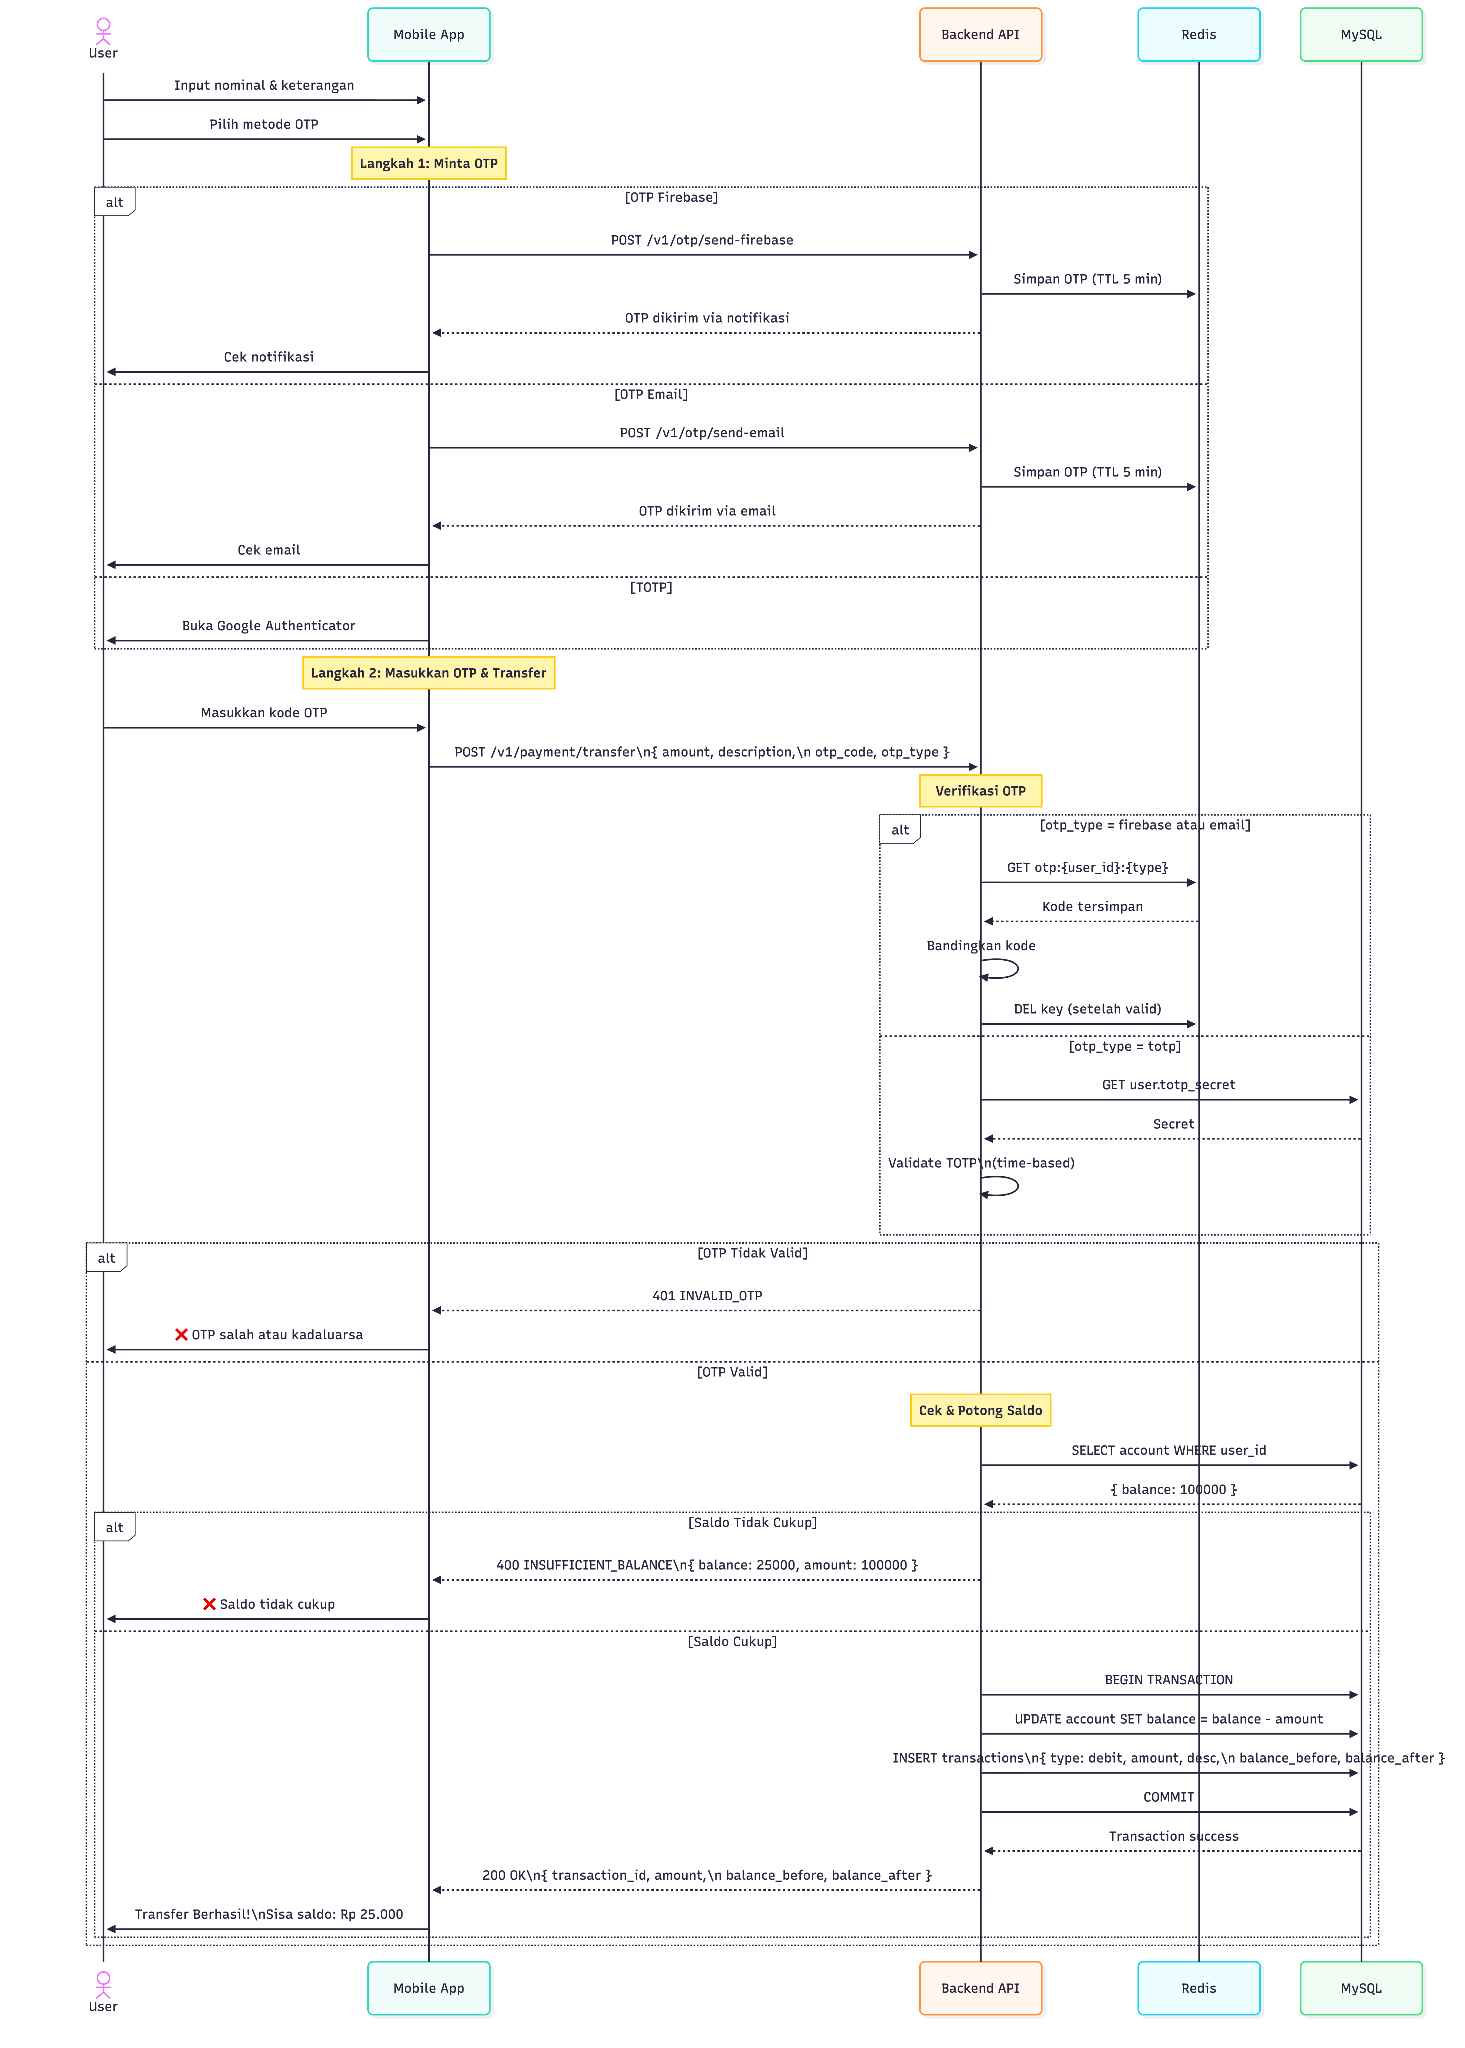 User
Mobile App
Backend API
Redis
MySQL
Input nominal & keterangan
Pilih metode OTP
Langkah 1: Minta OTP
alt
[OTP Firebase]
POST /v1/otp/send-firebase
Simpan OTP (TTL 5 min)
OTP dikirim via notifikasi
Cek notifikasi
[OTP Email]
POST /v1/otp/send-email
Simpan OTP (TTL 5 min)
OTP dikirim via email
Cek email
[TOTP]
Buka Google Authenticator
Langkah 2: Masukkan OTP & Transfer
Masukkan kode OTP
POST /v1/payment/transfer\n{ amount, description,\n otp_code, otp_type }
Verifikasi OTP
alt
[otp_type = firebase atau email]
GET otp:{user_id}:{type}
Kode tersimpan
Bandingkan kode
DEL key (setelah valid)
[otp_type = totp]
GET user.totp_secret
Secret
Validate TOTP\n(time-based)
alt
[OTP Tidak Valid]
401 INVALID_OTP
❌ OTP salah atau kadaluarsa
[OTP Valid]
Cek & Potong Saldo
SELECT account WHERE user_id
{ balance: 100000 }
alt
[Saldo Tidak Cukup]
400 INSUFFICIENT_BALANCE\n{ balance: 25000, amount: 100000 }
❌ Saldo tidak cukup
[Saldo Cukup]
BEGIN TRANSACTION
UPDATE account SET balance = balance - amount
INSERT transactions\n{ type: debit, amount, desc,\n balance_before, balance_after }
COMMIT
Transaction success
200 OK\n{ transaction_id, amount,\n balance_before, balance_after }
Transfer Berhasil!\nSisa saldo: Rp 25.000
User
Mobile App
Backend API
Redis
MySQL